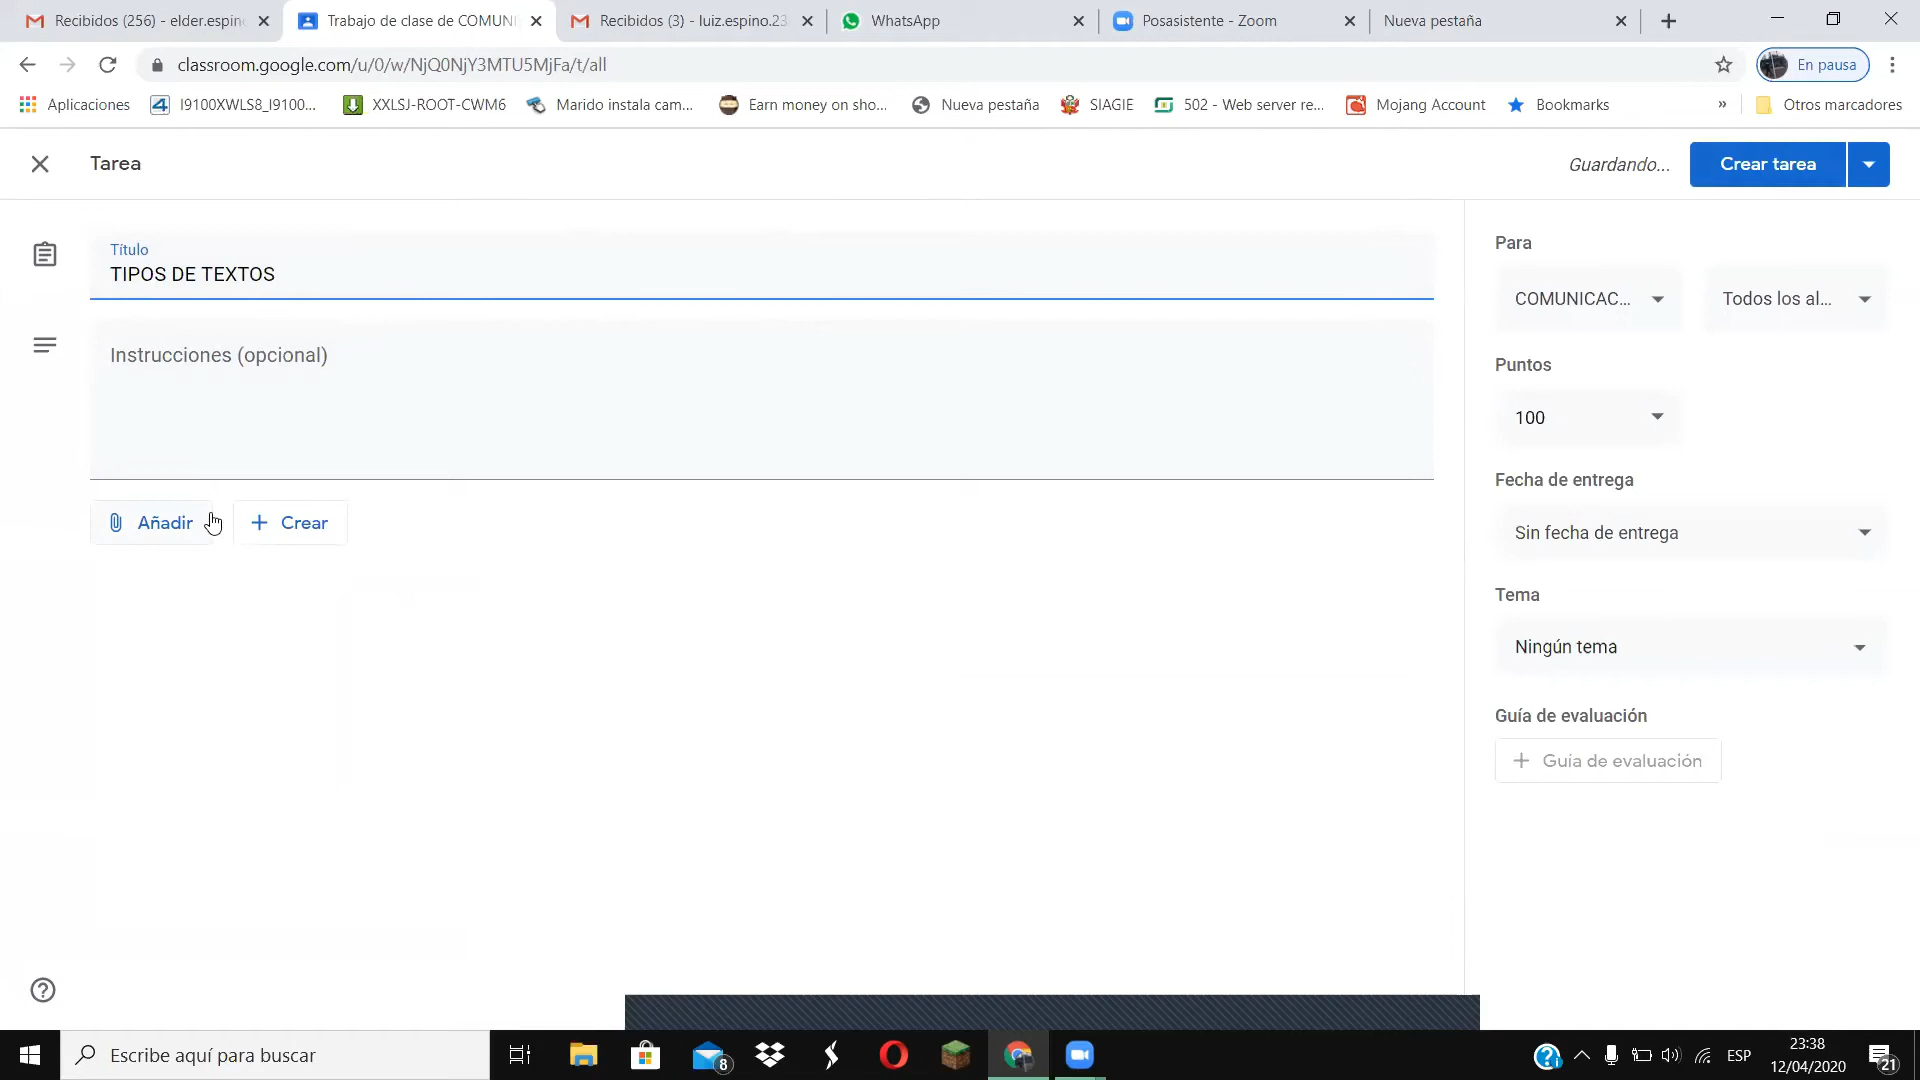 Recibidos (256) - elder.espin
Trabajo de clase de COMUNI
Recibidos (3) - luiz.espino.23
WhatsApp
Posasistente - Zoom
Nueva pestaña
classroom.google.com/u/0/w/NjQ0NjY3MTU5MjFa/t/all
En pausa
Aplicaciones
I9100XWLS8_I9100...
XXLSJ-ROOT-CWM6
Marido instala cam...
Earn money on sho...
Nueva pestaña
SIAGIE
502 - Web server re...
Mojang Account
Bookmarks
»
Otros marcadores
Tarea
Guardando...
Crear tarea
Título
TIPOS DE TEXTOS
Instrucciones (opcional)
Añadir
Crear
Para
COMUNICAC...
Todos los al...
Puntos
100
Fecha de entrega
Sin fecha de entrega
Tema
Ningún tema
Guía de evaluación
Guía de evaluación
Escribe aquí para buscar
8
ESP
23:38
12/04/2020
21